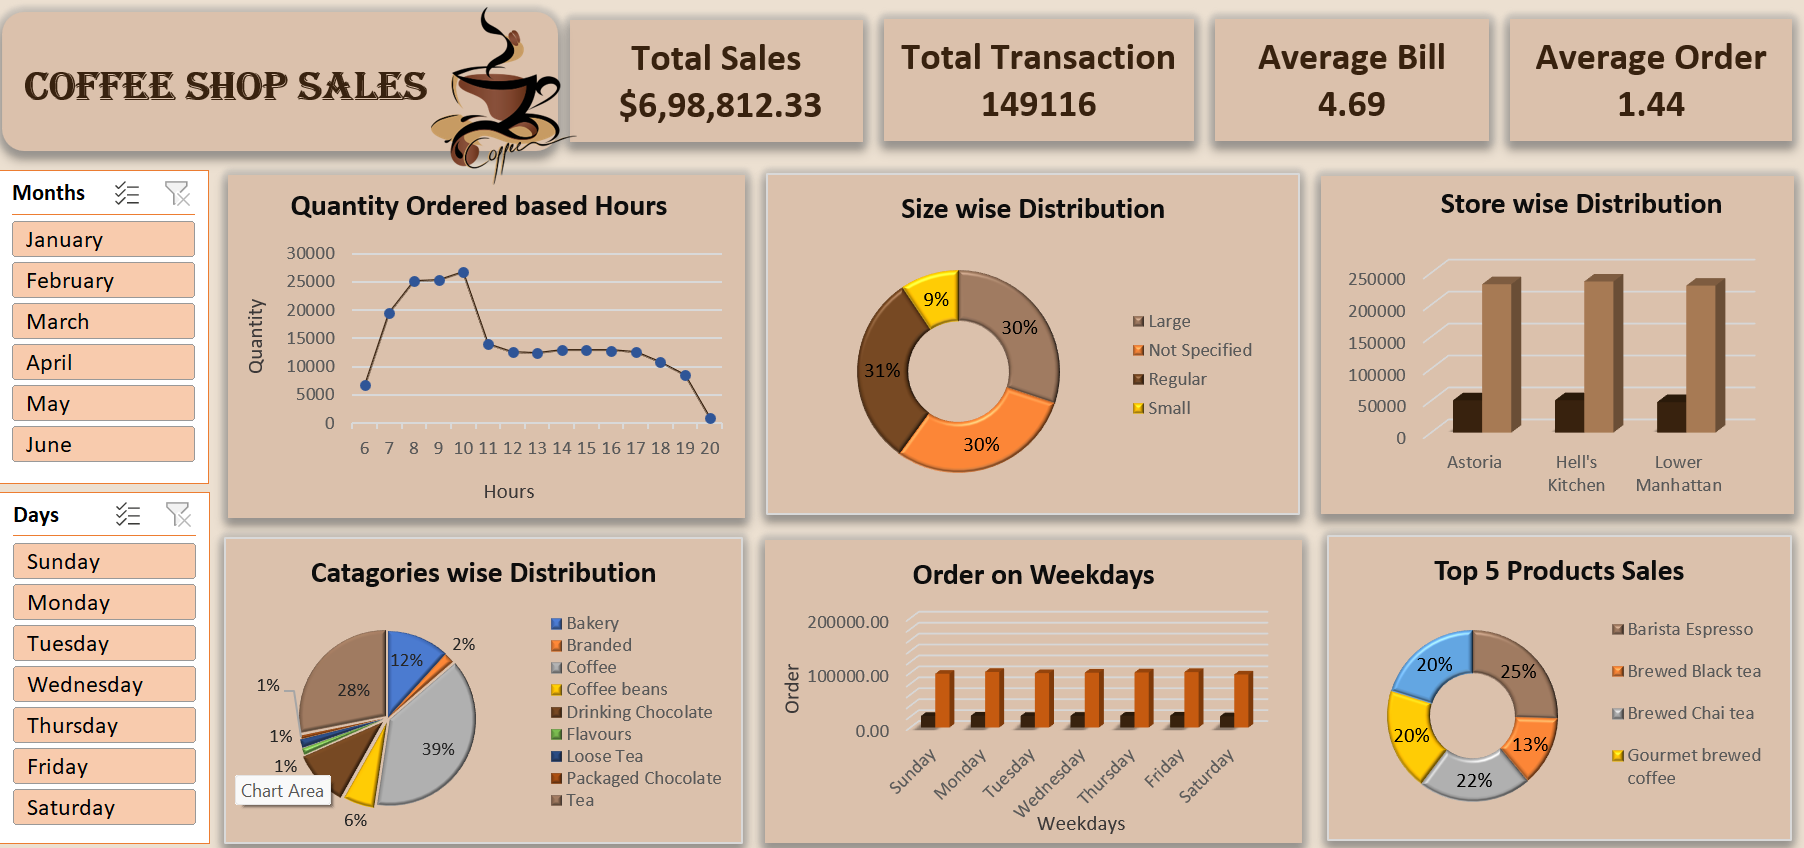 COFFEE SHOP SALES
Coffee
Total Sales
$6,98,812.33
Total Transaction
149116
Average Bill
4.69
Average Order
1.44
Months
January
February
March
April
May
June
Days
Sunday
Monday
Tuesday
Wednesday
Thursday
Friday
Saturday
Quantity Ordered based Hours
30000
25000
20000
15000
10000
5000
0
Quantity
6 7 8 9 10 11 12 13 14 15 16 17 18 19 20
Hours
Size wise Distribution
9%
30%
31%
30%
Large
Not Specified
Regular
Small
Store wise Distribution
250000
200000
150000
100000
50000
0
Astoria
Hell's
Kitchen
Lower
Manhattan
Catagories wise Distribution
12%
2%
39%
6%
1%
1%
1%
28%
Chart Area
Bakery
Branded
Coffee
Coffee beans
Drinking Chocolate
Flavours
Loose Tea
Packaged Chocolate
Tea
Order on Weekdays
200000.00
100000.00
0.00
Order
Sunday
Monday
Tuesday
Wednesday
Thursday
Friday
Saturday
Weekdays
Top 5 Products Sales
20%
25%
20%
13%
22%
Barista Espresso
Brewed Black tea
Brewed Chai tea
Gourmet brewed
coffee